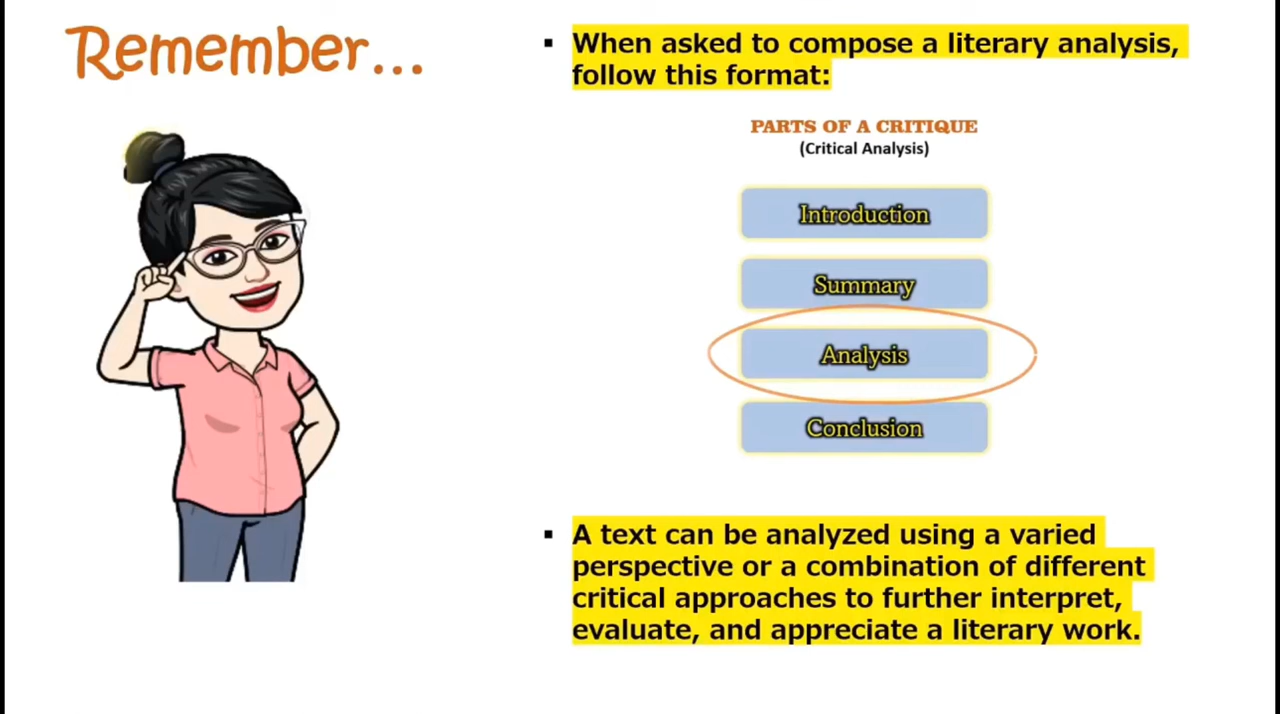 Remember...
▪ When asked to compose a literary analysis,
follow this format:
PARTS OF A CRITIQUE
(Critical Analysis)
Introduction
Summary
Analysis
Conclusion
▪ A text can be analyzed using a varied
perspective or a combination of different
critical approaches to further interpret,
evaluate, and appreciate a literary work.